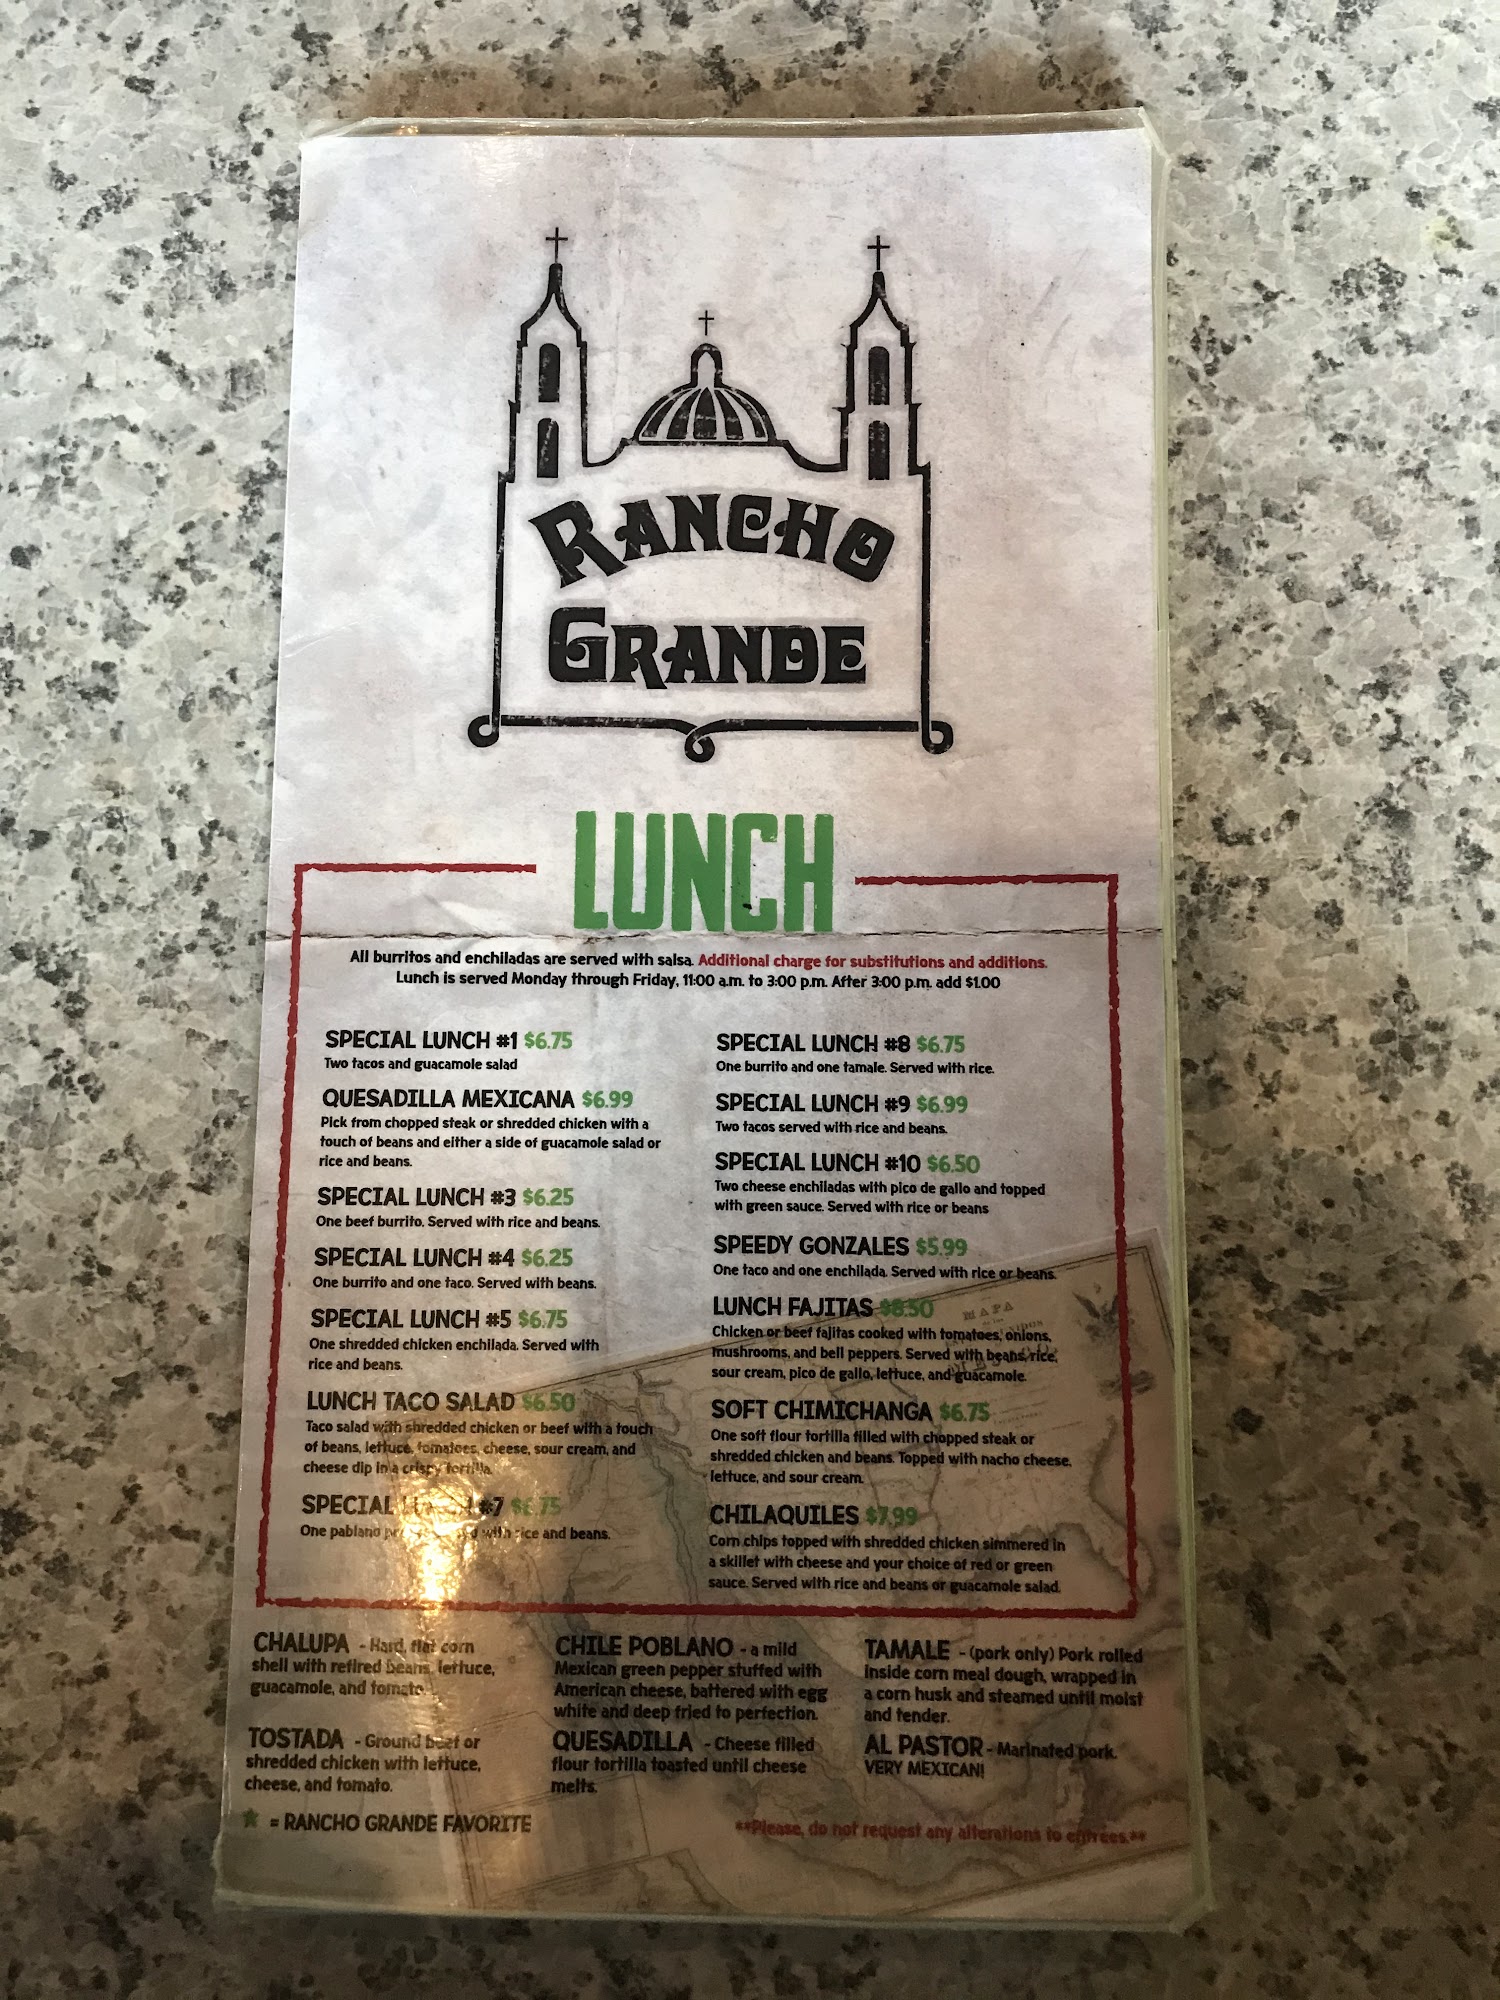 RANCHO
GRANDE
LUNCH
All burritos and enchiladas are served with salsa. Additional charge for substitutions and additions.
Lunch is served Monday through Friday, 11:00 a.m. to 3:00 p.m. After 3:00 p.m. add $1.00
SPECIAL LUNCH #1 $6.75
Two tacos and guacamole salad
QUESADILLA MEXICANA $6.99
Pick from chopped steak or shredded chicken with a
touch of beans and either a side of guacamole salad or
rice and beans.
SPECIAL LUNCH #3 $6.25
One beef burrito. Served with rice and beans.
SPECIAL LUNCH #4 $6.25
One burrito and one taco. Served with beans.
SPECIAL LUNCH #5 $6.75
One shredded chicken enchilada. Served with
rice and beans.
LUNCH TACO SALAD $6.50
Taco salad with shredded chicken or beef with a touch
of beans, lettuce, tomatoes, cheese, sour cream, and
cheese dip in a crispy tortilla.
SPECIAL LUNCH #7
One pablano with rice and beans.
SPECIAL LUNCH #8 $6.75
One burrito and one tamale. Served with rice.
SPECIAL LUNCH #9 $6.99
Two tacos served with rice and beans.
SPECIAL LUNCH #10 $6.50
Two cheese enchiladas with pico de gallo and topped
with green sauce. Served with rice or beans
SPEEDY GONZALES $5.99
One taco and one enchilada. Served with rice or beans.
LUNCH FAJITAS $8.50
Chicken or beef fajitas cooked with tomatoes, onions,
mushrooms, and bell peppers. Served with beans, rice,
sour cream, pico de gallo, lettuce, and guacamole.
SOFT CHIMICHANGA $6.75
One soft flour tortilla filled with chopped steak or
shredded chicken and beans. Topped with nacho cheese,
lettuce, and sour cream.
CHILAQUILES $7.99
Corn chips topped with shredded chicken simmered in
a skillet with cheese and your choice of red or green
sauce. Served with rice and beans or guacamole salad.
CHALUPA - Hard, flat corn
shell with refired beans, lettuce,
guacamole, and tomato.
TOSTADA - Ground beef or
shredded chicken with lettuce,
cheese, and tomato.
CHILE POBLANO - a mild
Mexican green pepper stuffed with
American cheese, battered with egg
white and deep fried to perfection.
QUESADILLA - Cheese filled
flour tortilla toasted until cheese
melts.
TAMALE - (pork only) Pork rolled
inside corn meal dough, wrapped in
a corn husk and steamed until moist
and tender.
AL PASTOR - Marinated pork.
VERY MEXICAN!
= RANCHO GRANDE FAVORITE
**Please, do not request any alterations to entrees.**
MAPA